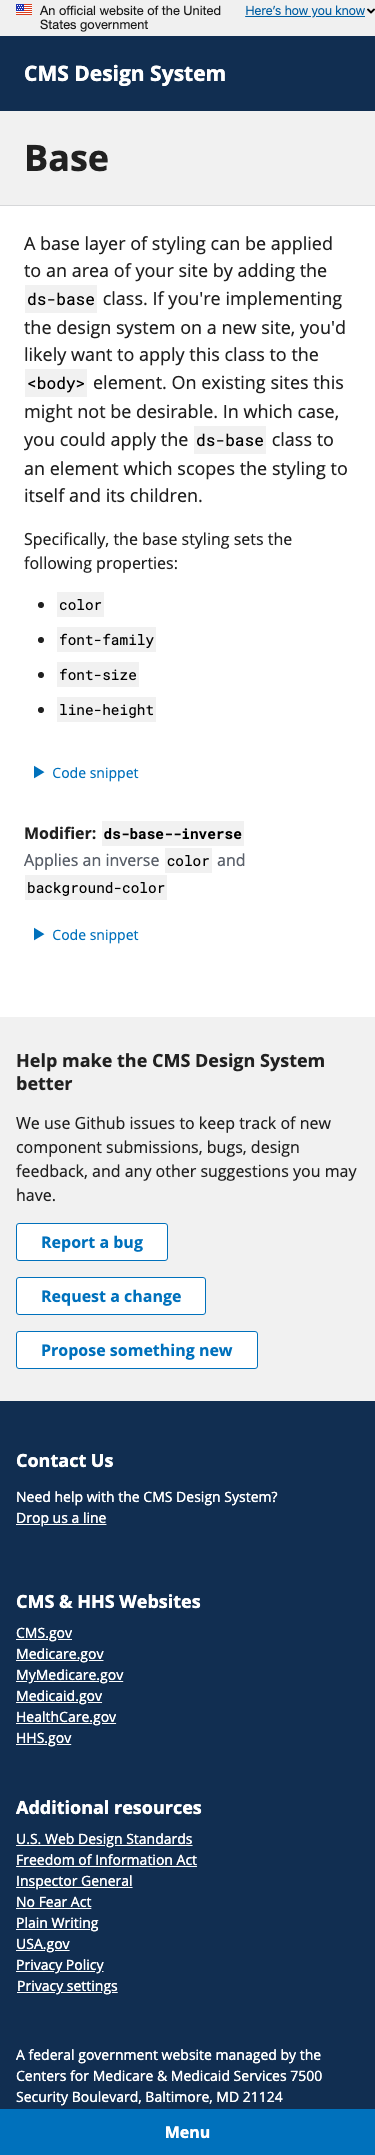 An official website of the United States government
Here's how you know
CMS Design System
Base
A base layer of styling can be applied
to an area of your site by adding the
ds-base class. If you're implementing
the design system on a new site, you'd
likely want to apply this class to the
<body> element. On existing sites this
might not be desirable. In which case,
you could apply the ds-base class to
an element which scopes the styling to
itself and its children.
Specifically, the base styling sets the
following properties:
color
font-family
font-size
line-height
Code snippet
Modifier: ds-base--inverse
Applies an inverse color and
background-color
Code snippet
Help make the CMS Design System
better
We use Github issues to keep track of new
component submissions, bugs, design
feedback, and any other suggestions you may
have.
Report a bug
Request a change
Propose something new
Contact Us
Need help with the CMS Design System?
Drop us a line
CMS & HHS Websites
CMS.gov
Medicare.gov
MyMedicare.gov
Medicaid.gov
HealthCare.gov
HHS.gov
Additional resources
U.S. Web Design Standards
Freedom of Information Act
Inspector General
No Fear Act
Plain Writing
USA.gov
Privacy Policy
Privacy settings
A federal government website managed by the
Centers for Medicare & Medicaid Services 7500
Security Boulevard, Baltimore, MD 21124
Menu